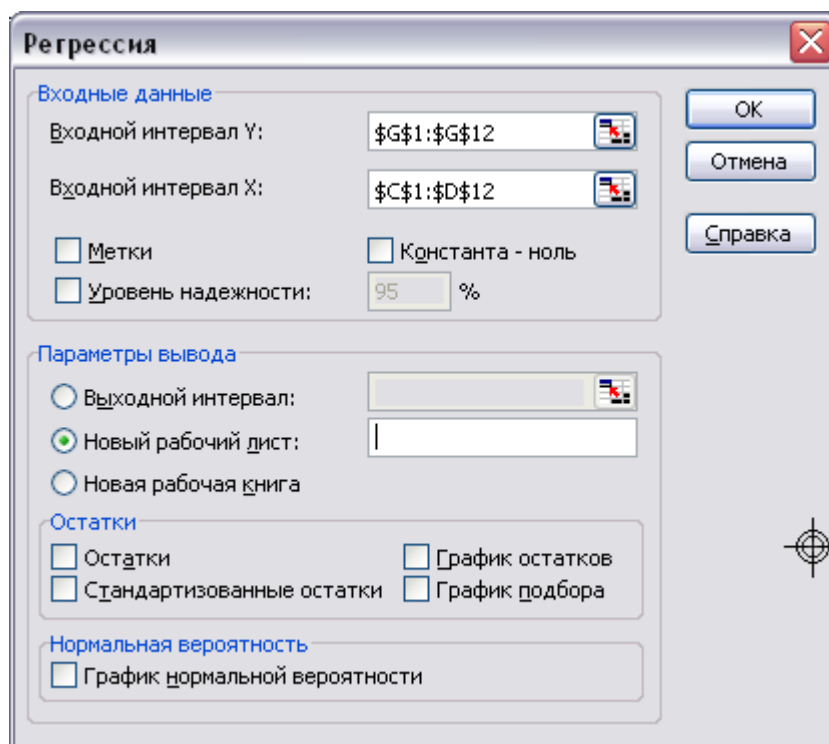 Регрессия
Входные данные
Входной интервал Y: $G$1:$G$12
Входной интервал X: $C$1:$D$12
Метки Константа - ноль
Уровень надежности: 95 %
OK
Отмена
Справка
Параметры вывода
Выходной интервал:
Новый рабочий лист:
Новая рабочая книга
Остатки
Остатки График остатков
Стандартизованные остатки График подбора
Нормальная вероятность
График нормальной вероятности